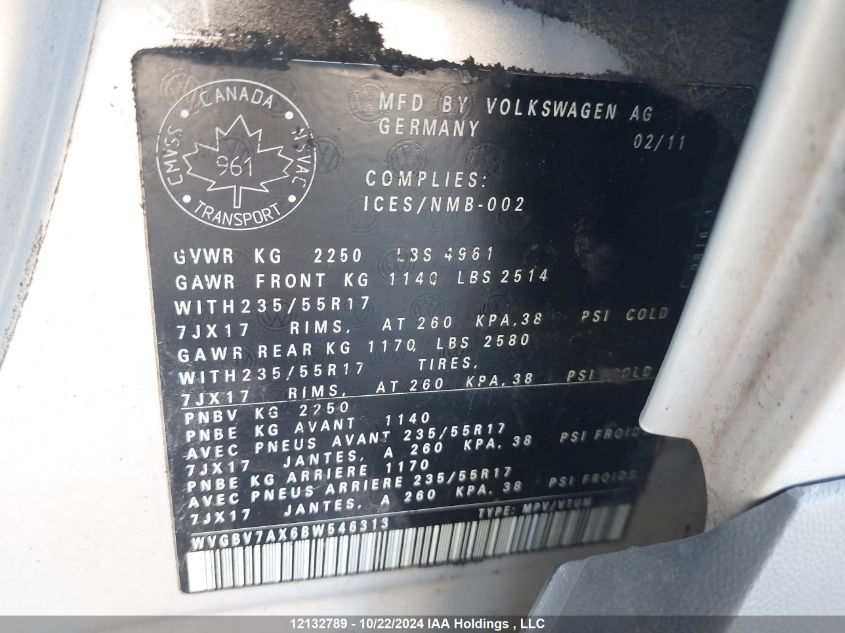 CANADA
CMVSS
NSVAC
961
TRANSPORT
MFD BY VOLKSWAGEN AG
GERMANY
02/11
COMPLIES:
ICES/NMB-002
GVWR KG 2250 LBS 4961
GAWR FRONT KG 1140 LBS 2514
WITH235/55R17
7JX17 RIMS, AT 260 KPA,38 PSI COLD
GAWR REAR KG 1170 LBS 2580
WITH235/55R17 TIRES,
7JX17 RIMS, AT 260 KPA,38 PSI COLD
PNBV KG 2250
PNBE KG AVANT 1140
AVEC PNEUS AVANT 235/55R17
7JX17 JANTES, A 260 KPA, 38 PSI FROIDS
PNBE KG ARRIERE 1170
AVEC PNEUS ARRIERE 235/55R17
7JX17 JANTES, A 260 KPA, 38 PSI FROIDS
WVGBV7AX6BW546313 TYPE: MPV/VTUM
12132789 - 10/22/2024 IAA Holdings , LLC